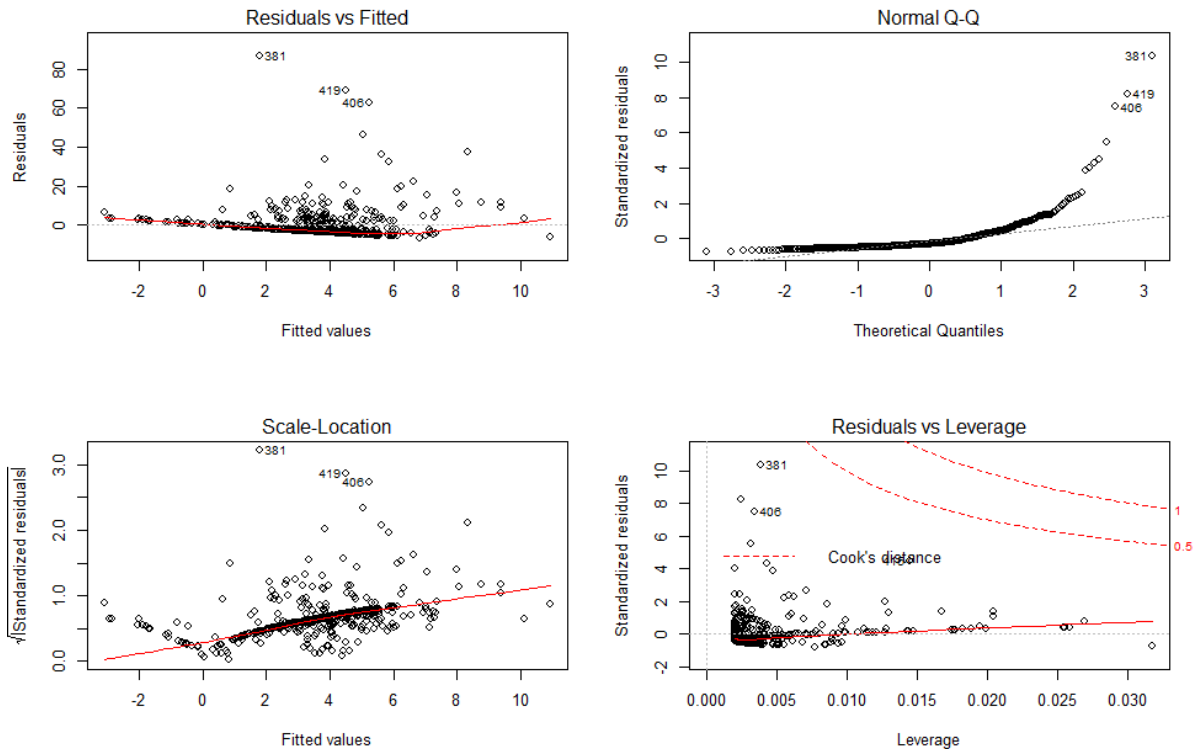 Residuals vs Fitted
Residuals
80
60
40
20
0
381
419
406
-2 0 2 4 6 8 10
Fitted values
Normal Q-Q
Standardized residuals
10
8
6
4
2
0
381
419
406
-3 -2 -1 0 1 2 3
Theoretical Quantiles
Scale-Location
√|Standardized residuals|
3.0
2.0
1.0
0.0
381
419
406
-2 0 2 4 6 8 10
Fitted values
Residuals vs Leverage
Standardized residuals
10
8
6
4
2
0
-2
381
406
Cook's distance
1
0.5
0.000 0.005 0.010 0.015 0.020 0.025 0.030
Leverage